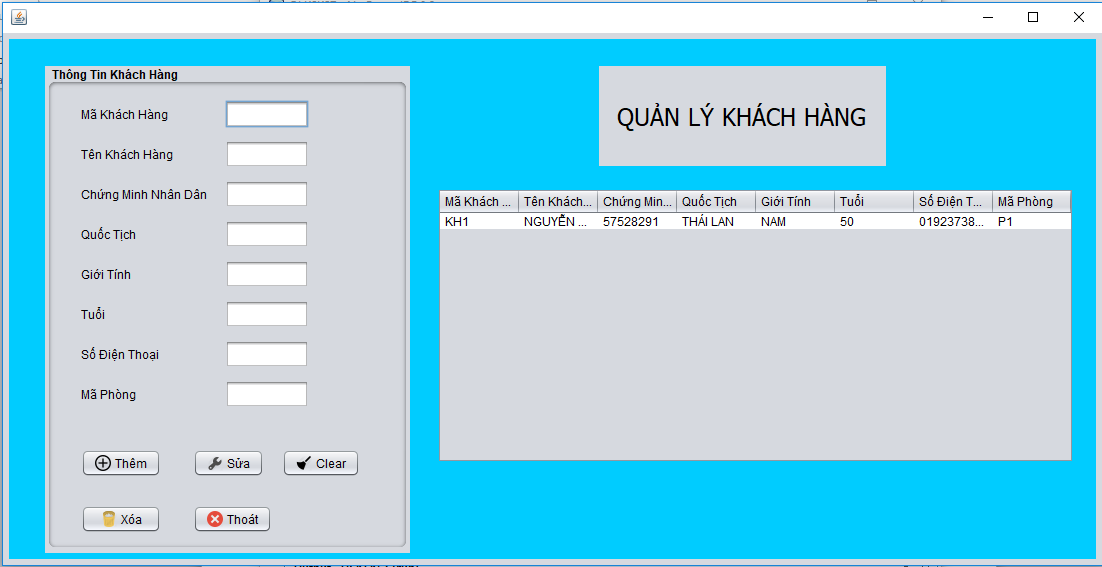 Thông Tin Khách Hàng
Mã Khách Hàng
Tên Khách Hàng
Chứng Minh Nhân Dân
Quốc Tịch
Giới Tính
Tuổi
Số Điện Thoại
Mã Phòng
Thêm Sửa Clear
Xóa Thoát
QUẢN LÝ KHÁCH HÀNG
Mã Khách ... Tên Khách... Chứng Min... Quốc Tịch Giới Tính Tuổi Số Điện T... Mã Phòng
KH1 NGUYỄN ... 57528291 THÁI LAN NAM 50 01923738... P1